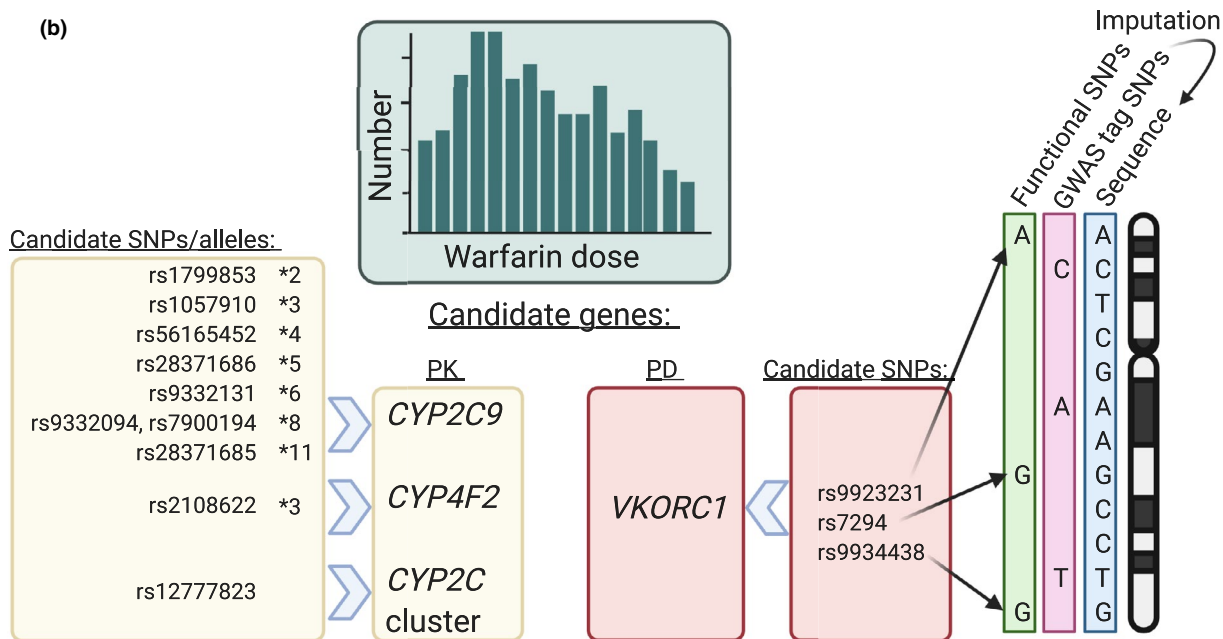 (b)
Number
Warfarin dose
Imputation
Functional SNPs
GWAS tag SNPs
Sequence
Candidate SNPs/alleles:
rs1799853 *2
rs1057910 *3
rs56165452 *4
rs28371686 *5
rs9332131 *6
rs9332094, rs7900194 *8
rs28371685 *11
rs2108622 *3
rs12777823
Candidate genes:
PK
CYP2C9
CYP4F2
CYP2C
cluster
PD
VKORC1
Candidate SNPs:
rs9923231
rs7294
rs9934438
A
G
G
C
A
T
A
C
T
C
G
A
A
G
C
C
T
G